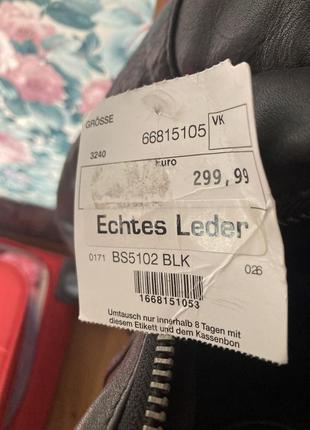 GRÖSSE
66815105
VK
3240
Euro
299,99
Echtes Leder
0171 BS5102 BLK 026
1668151053
Umtausch nur innerhalb 8 Tagen mit
diesem Etikett und dem Kassenbon